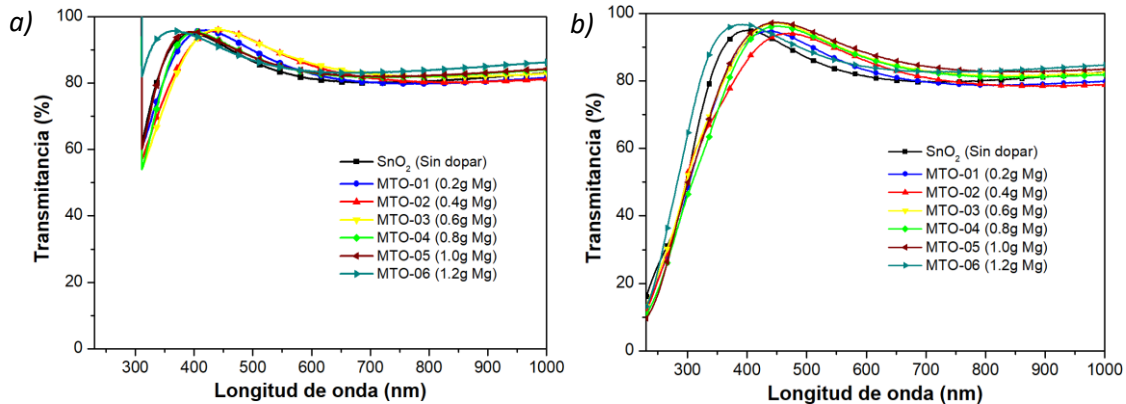 a)
100
80
60
40
20
0
Transmitancia (%)
SnO₂ (Sin dopar)
MTO-01 (0.2g Mg)
MTO-02 (0.4g Mg)
MTO-03 (0.6g Mg)
MTO-04 (0.8g Mg)
MTO-05 (1.0g Mg)
MTO-06 (1.2g Mg)
300 400 500 600 700 800 900 1000
Longitud de onda (nm)
b)
100
80
60
40
20
0
Transmitancia (%)
SnO₂ (Sin dopar)
MTO-01 (0.2g Mg)
MTO-02 (0.4g Mg)
MTO-03 (0.6g Mg)
MTO-04 (0.8g Mg)
MTO-05 (1.0g Mg)
MTO-06 (1.2g Mg)
300 400 500 600 700 800 900 1000
Longitud de onda (nm)